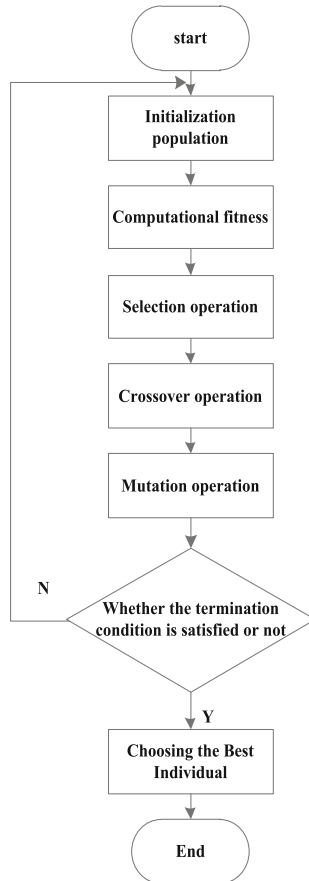 start
Initialization
population
Computational fitness
Selection operation
Crossover operation
Mutation operation
N
Whether the termination
condition is satisfied or not
Y
Choosing the Best
Individual
End